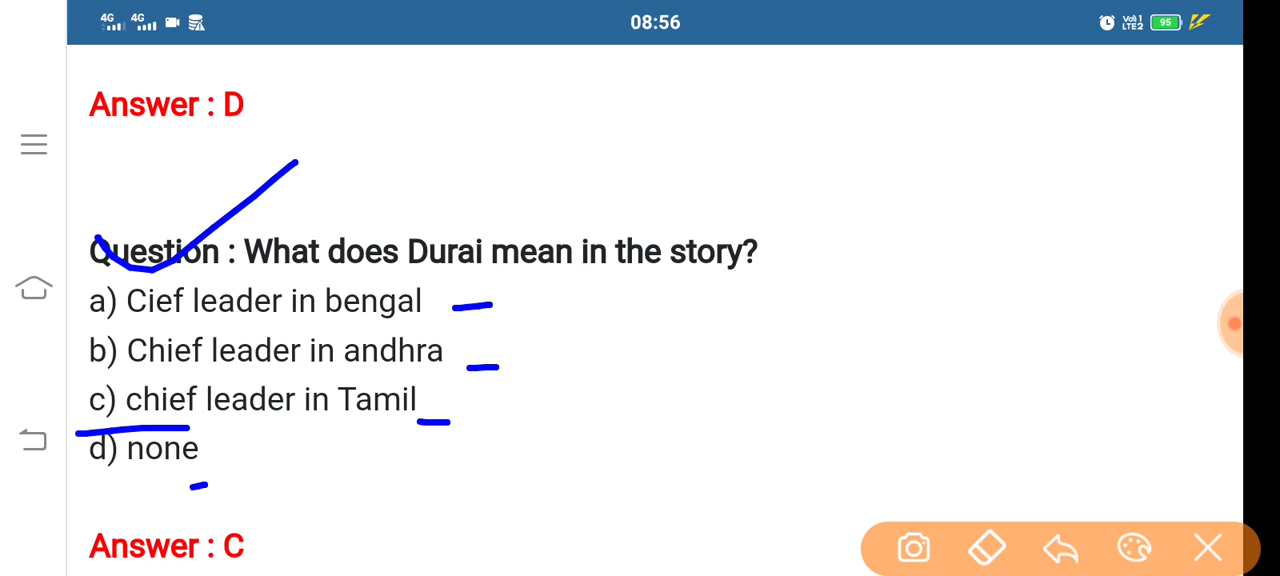 4G 4G 08:56 Vo)) 1 LTE2 95
Answer : D
Question : What does Durai mean in the story?
a) Cief leader in bengal
b) Chief leader in andhra
c) chief leader in Tamil
d) none
Answer : C